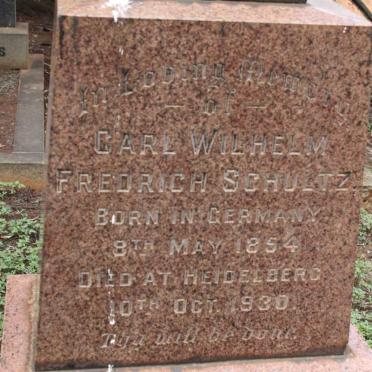 In Loving Memory
— of —
CARL WILHELM
FREDRICH SCHULTZ
BORN IN GERMANY
8TH MAY 1854
DIED AT HEIDELBERG
10TH OCT. 1930
Thy will be done.